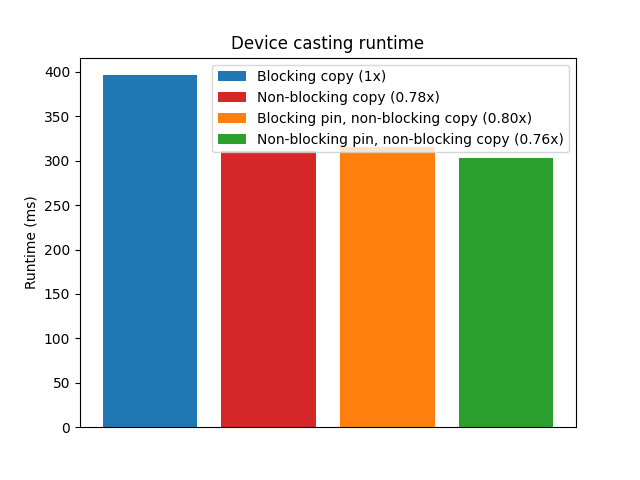 Device casting runtime
Blocking copy (1x)
Non-blocking copy (0.78x)
Blocking pin, non-blocking copy (0.80x)
Non-blocking pin, non-blocking copy (0.76x)
Runtime (ms)
400
350
300
250
200
150
100
50
0